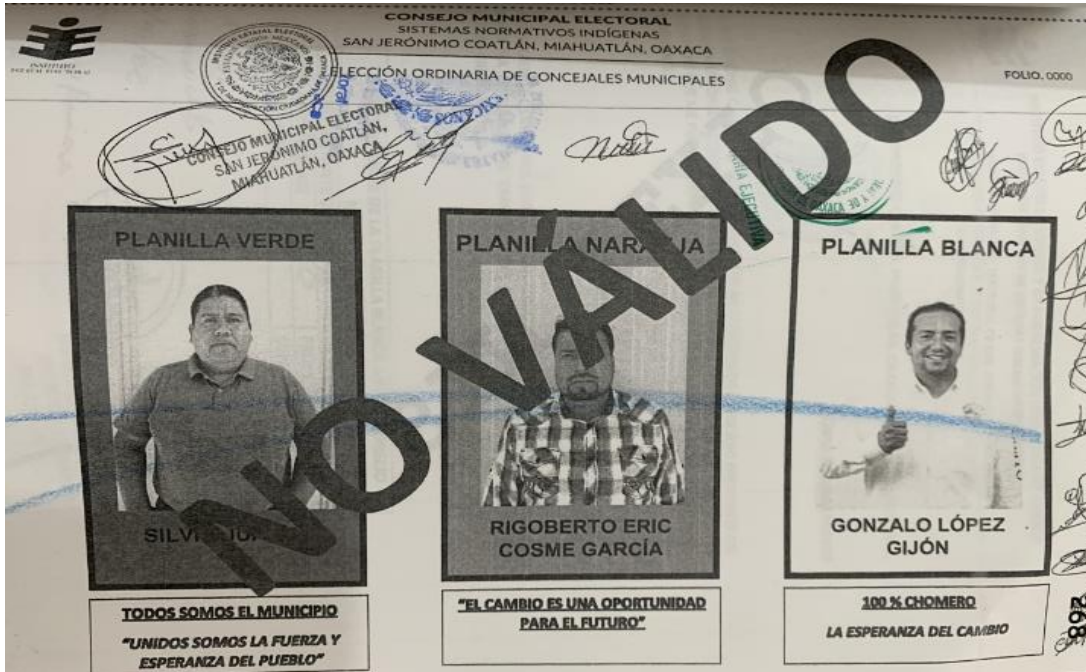 CONSEJO MUNICIPAL ELECTORAL
SISTEMAS NORMATIVOS INDÍGENAS
SAN JERÓNIMO COATLÁN, MIAHUATLÁN, OAXACA
ELECCIÓN ORDINARIA DE CONCEJALES MUNICIPALES
FOLIO. 0000
CONSEJO MUNICIPAL ELECTORAL
SAN JERÓNIMO COATLÁN,
MIAHUATLÁN, OAXACA
NO VÁLIDO
PLANILLA VERDE
PLANILLA NARANJA
PLANILLA BLANCA
RIGOBERTO ERIC
COSME GARCÍA
GONZALO LÓPEZ
GIJÓN
TODOS SOMOS EL MUNICIPIO
"UNIDOS SOMOS LA FUERZA Y
ESPERANZA DEL PUEBLO"
"EL CAMBIO ES UNA OPORTUNIDAD
PARA EL FUTURO"
100 % CHOMERO
LA ESPERANZA DEL CAMBIO
268